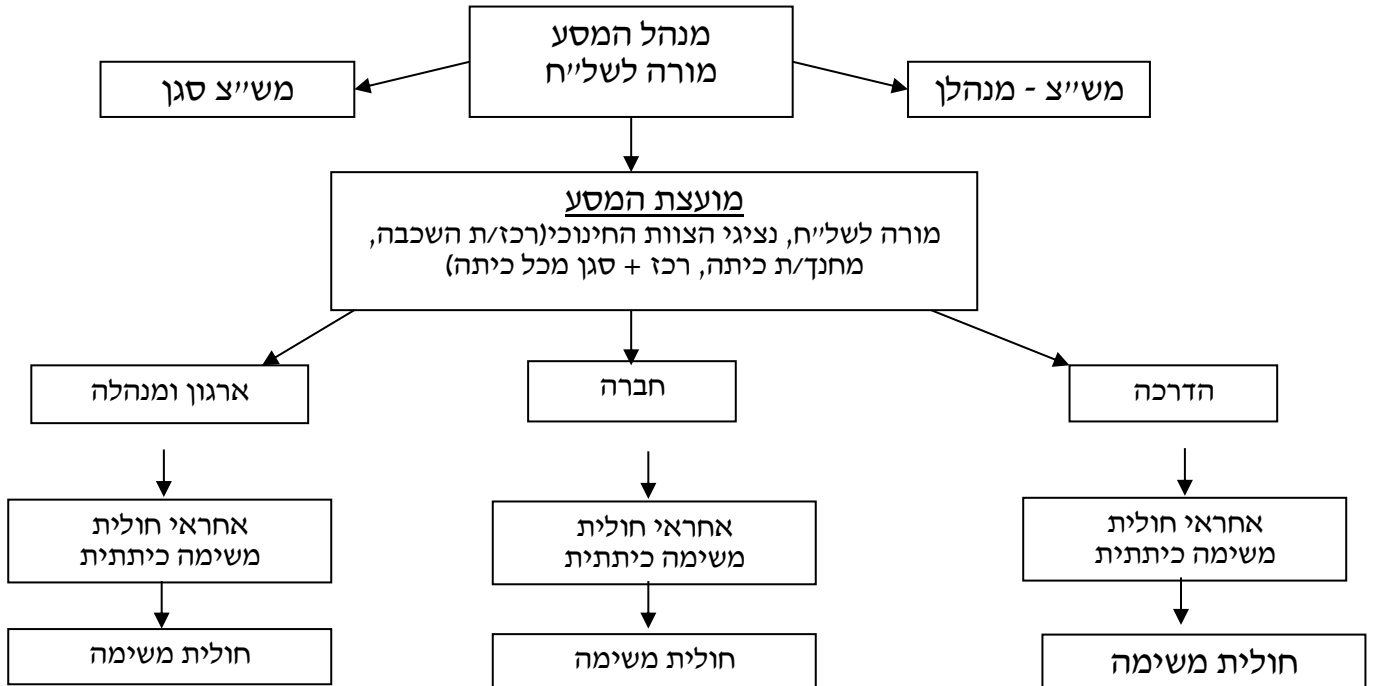 מנהל המסע
מורה לשל״ח
מש״צ - מנהלן
מש״צ סגן
מועצת המסע
מורה לשל״ח, נציגי הצוות החינוכי(רכז/ת השכבה,
מחנך/ת כיתה, רכז + סגן מכל כיתה)
הדרכה
חברה
ארגון ומנהלה
אחראי חולית
משימה כיתתית
אחראי חולית
משימה כיתתית
אחראי חולית
משימה כיתתית
חולית משימה
חולית משימה
חולית משימה